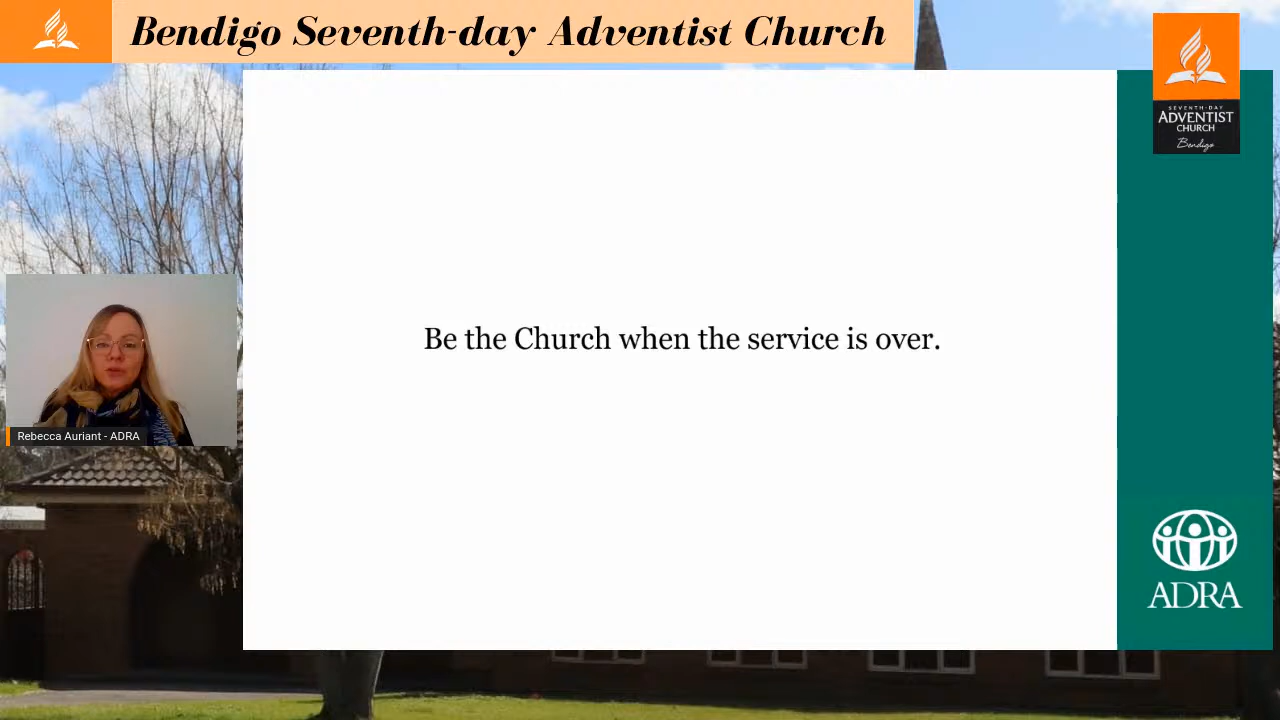 Bendigo Seventh-day Adventist Church
SEVENTH-DAY
ADVENTIST
CHURCH
Bendigo
Be the Church when the service is over.
Rebecca Auriant - ADRA
ADRA